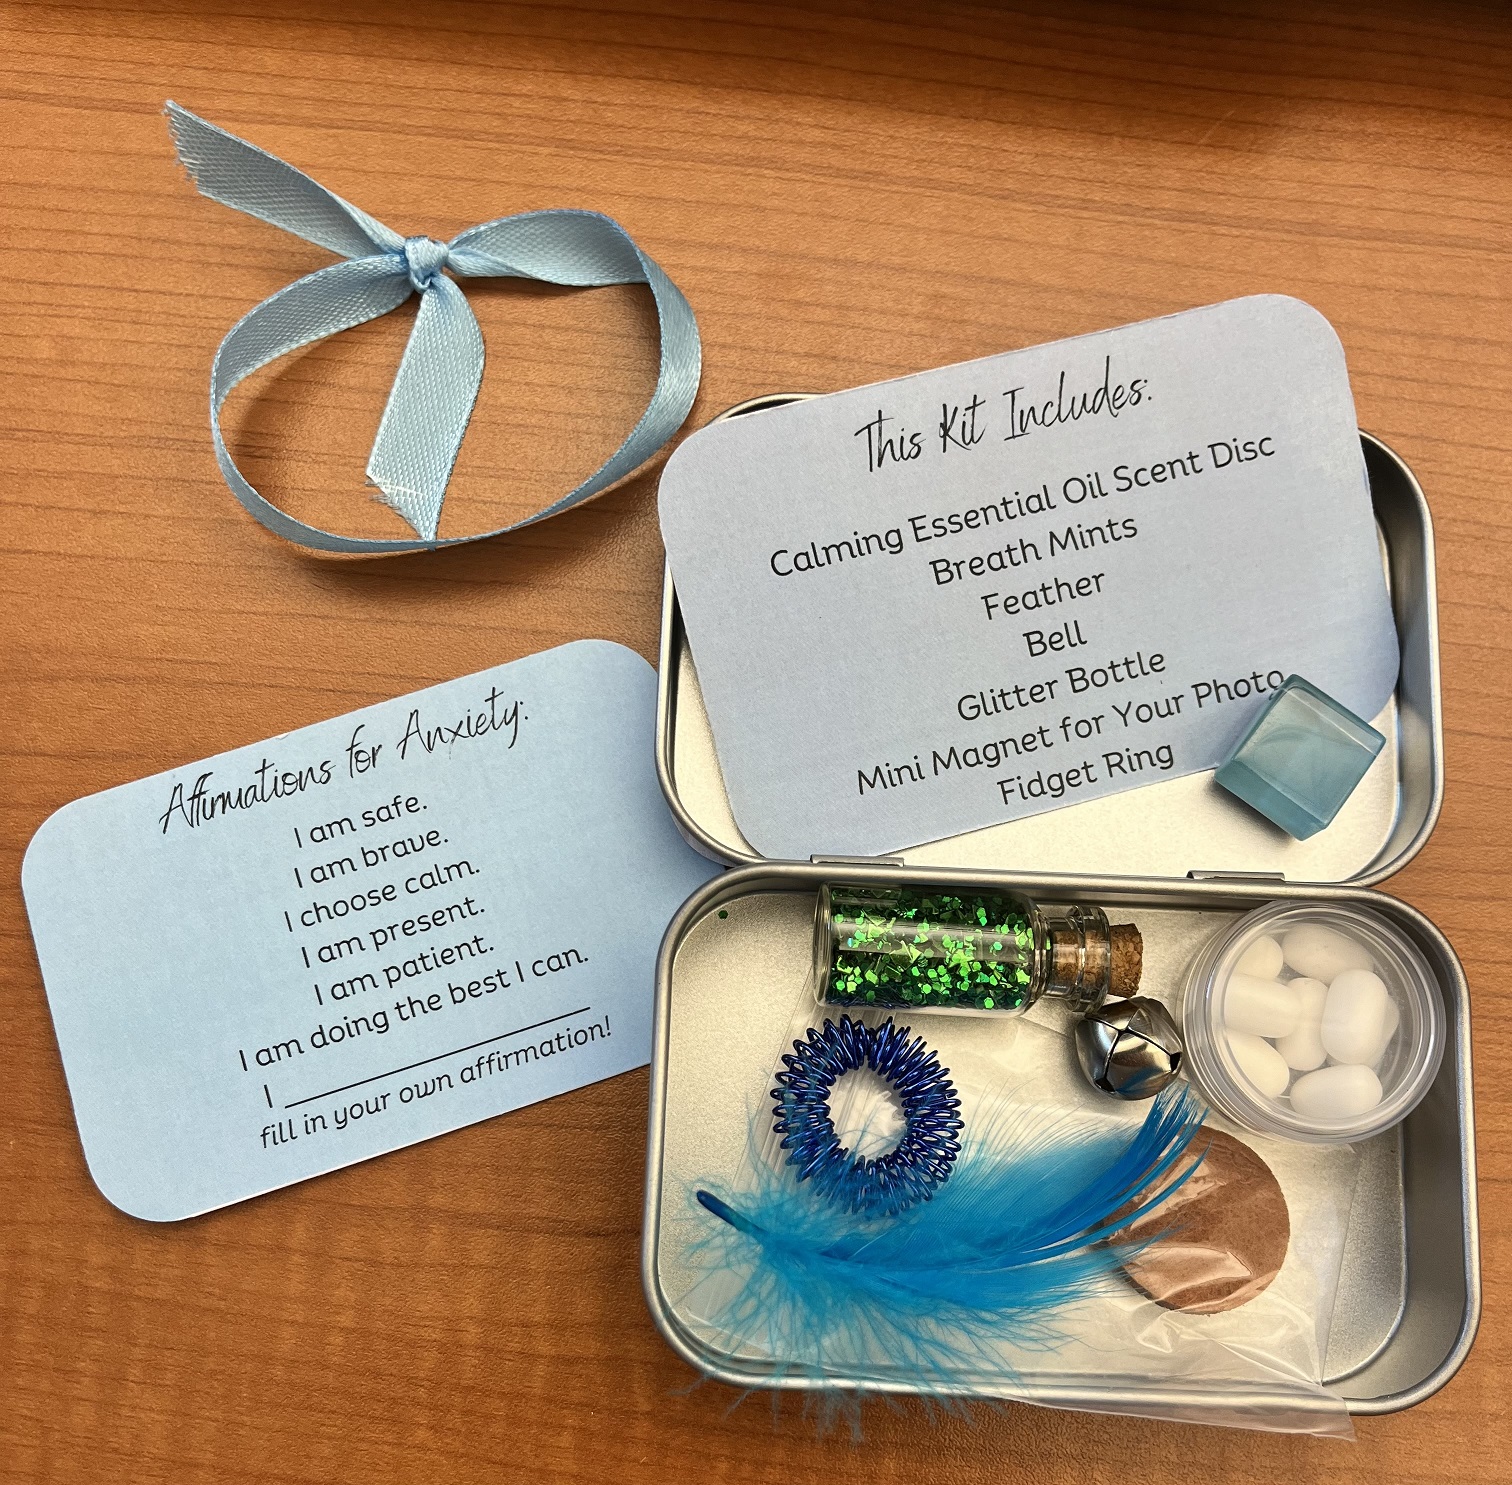 This Kit Includes:
Calming Essential Oil Scent Disc
Breath Mints
Feather
Bell
Glitter Bottle
Mini Magnet for Your Photo
Fidget Ring
Affirmations for Anxiety:
I am safe.
I am brave.
I choose calm.
I am present.
I am patient.
I am doing the best I can.
I ____________________
fill in your own affirmation!